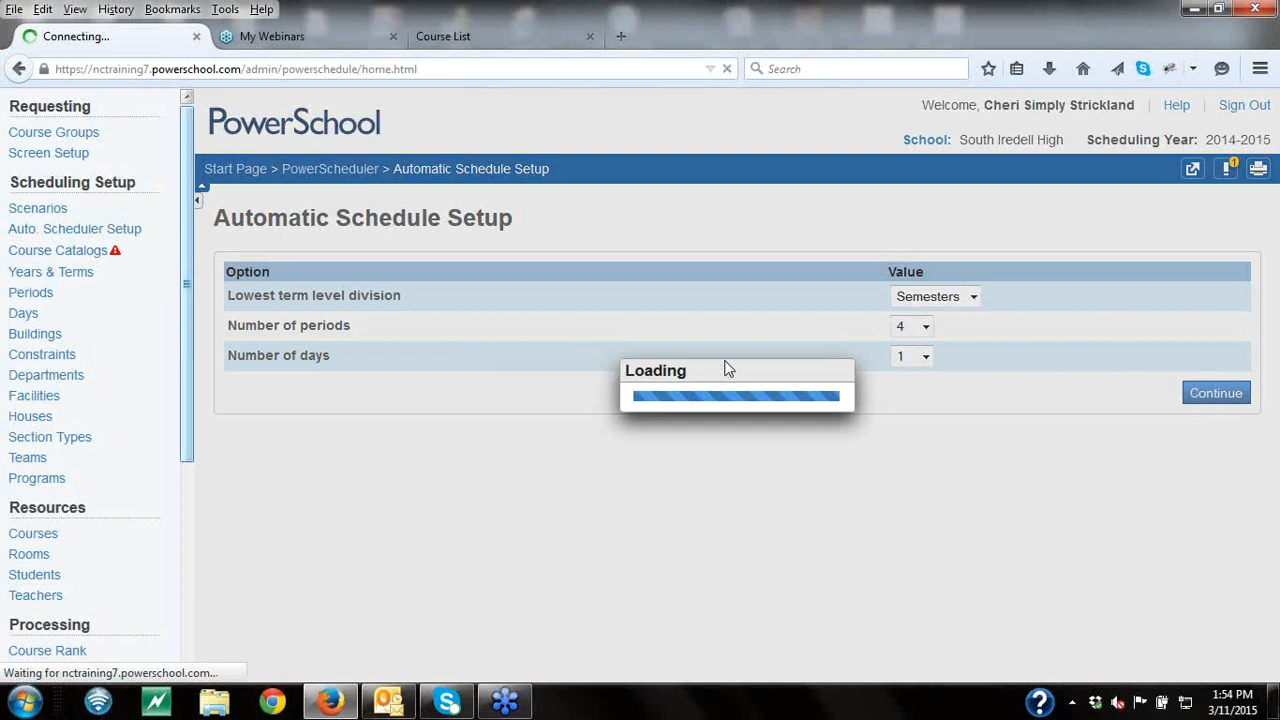 File Edit View History Bookmarks Tools Help
Connecting... × My Webinars × Course List × +
https://nctraining7.powerschool.com/admin/powerschedule/home.html Search
Requesting
Course Groups
Screen Setup
Scheduling Setup
Scenarios
Auto. Scheduler Setup
Course Catalogs
Years & Terms
Periods
Days
Buildings
Constraints
Departments
Facilities
Houses
Section Types
Teams
Programs
Resources
Courses
Rooms
Students
Teachers
Processing
Course Rank
Waiting for nctraining7.powerschool.com...
PowerSchool
Welcome, Cheri Simply Strickland Help Sign Out
School: South Iredell High Scheduling Year: 2014-2015
Start Page > PowerScheduler > Automatic Schedule Setup
1
Automatic Schedule Setup
Option Value
Lowest term level division Semesters
Number of periods 4
Number of days 1
Loading
Continue
1:54 PM
3/11/2015